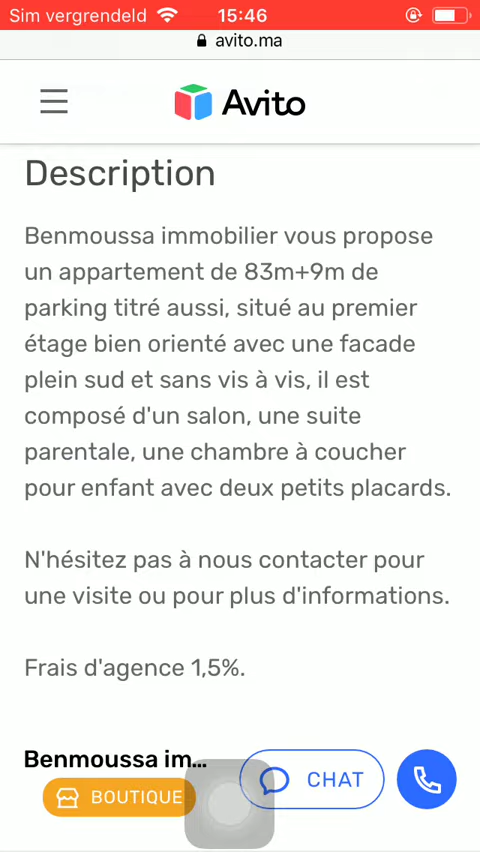 Sim vergrendeld 15:46
avito.ma
Avito
Description
Benmoussa immobilier vous propose
un appartement de 83m+9m de
parking titré aussi, situé au premier
étage bien orienté avec une facade
plein sud et sans vis à vis, il est
composé d'un salon, une suite
parentale, une chambre à coucher
pour enfant avec deux petits placards.
N'hésitez pas à nous contacter pour
une visite ou pour plus d'informations.
Frais d'agence 1,5%.
Benmoussa im...
BOUTIQUE
CHAT